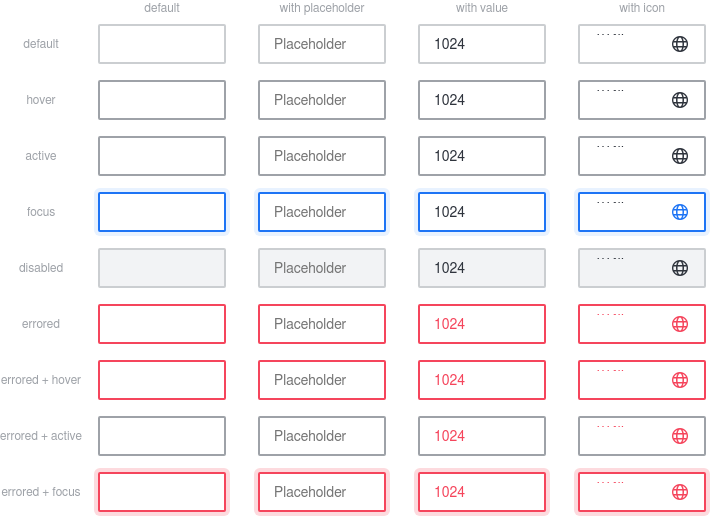 default with placeholder with value with icon
default Placeholder 1024
hover Placeholder 1024
active Placeholder 1024
focus Placeholder 1024
disabled Placeholder 1024
errored Placeholder 1024
errored + hover Placeholder 1024
errored + active Placeholder 1024
errored + focus Placeholder 1024